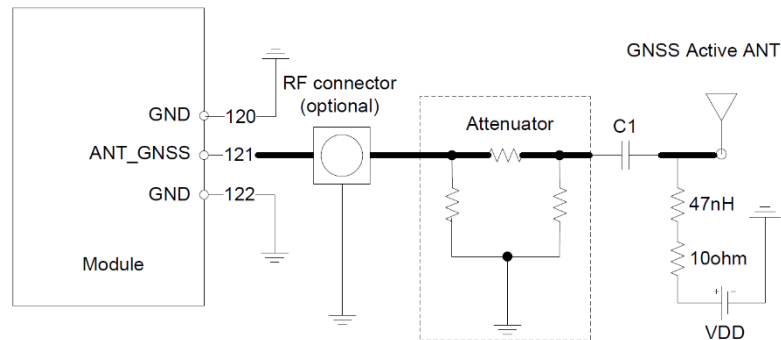 GNSS Active ANT
RF connector
(optional)
Attenuator
C1
GND
120
ANT_GNSS
121
GND
122
47nH
10ohm
Module
+
-
VDD